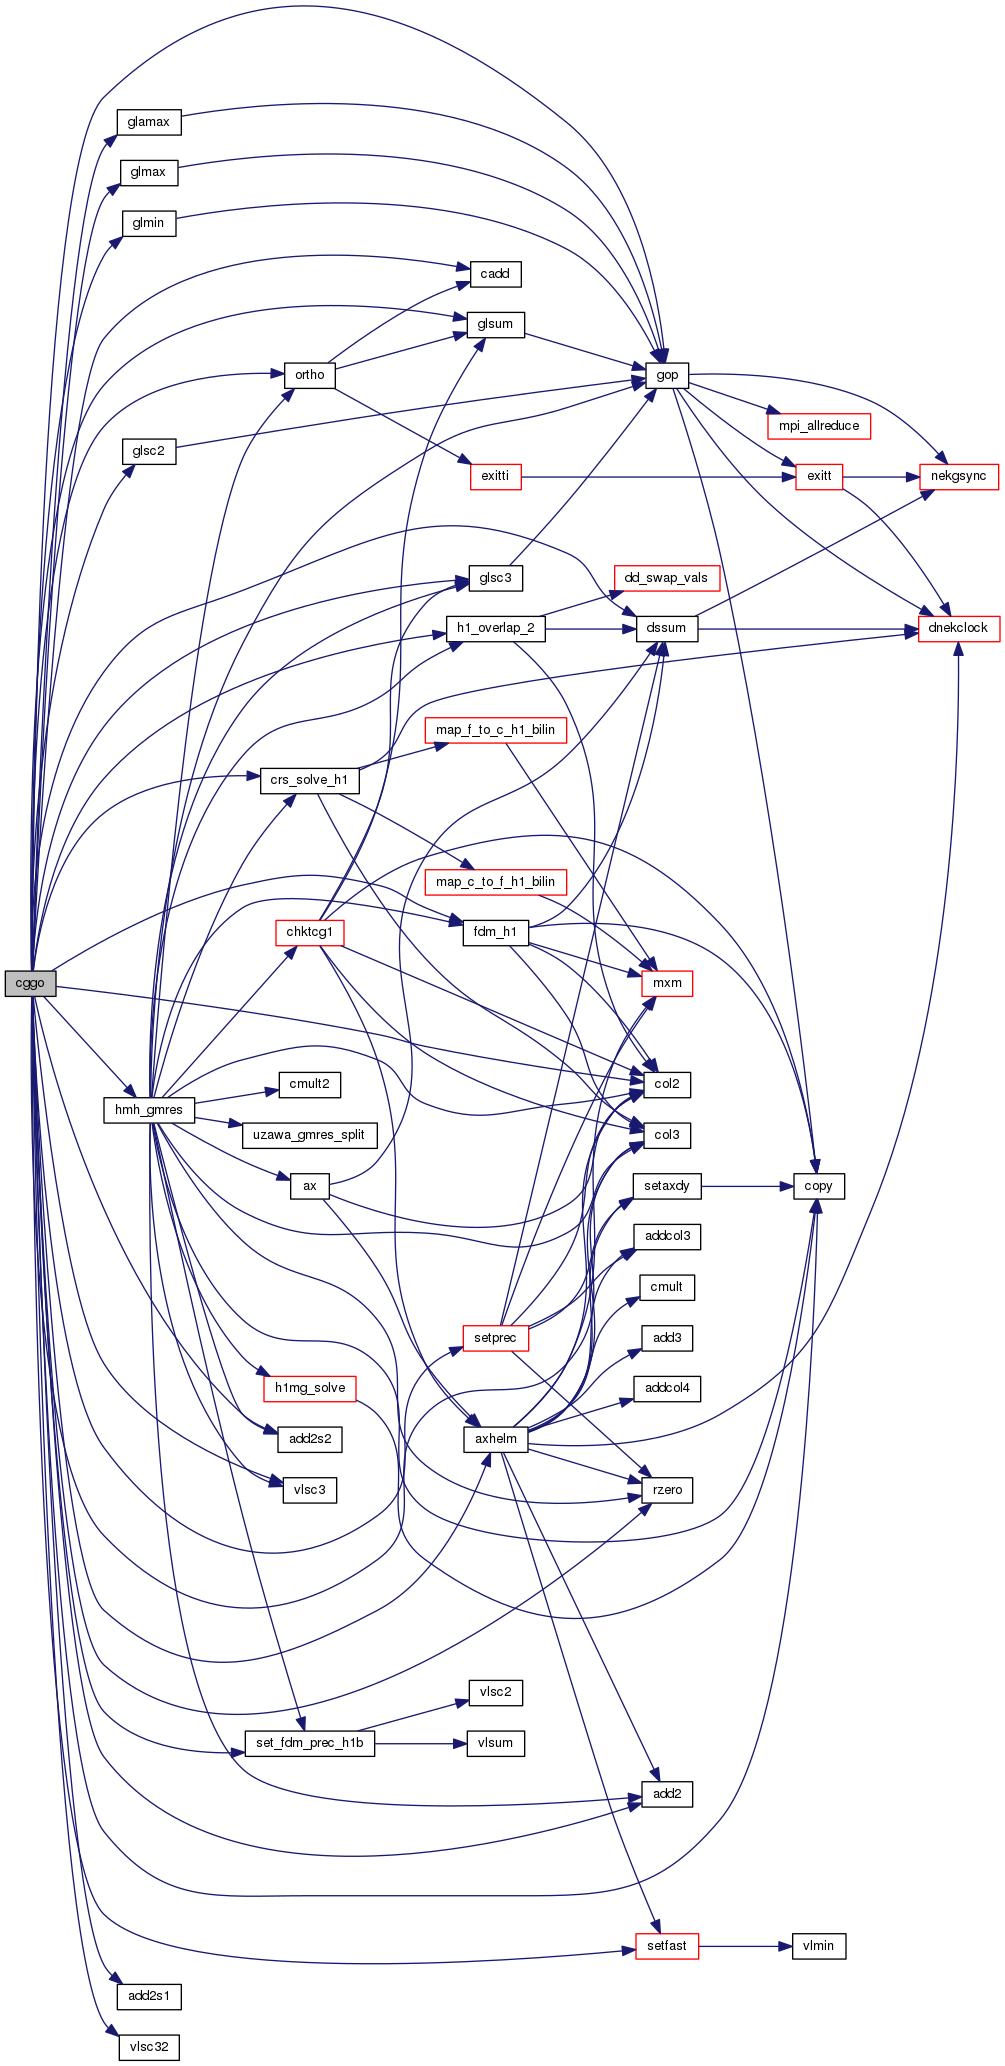 glamax
glmax
glmin
cadd
glsum
ortho
gop
mpi_allreduce
glsc2
exitti
exitt
nekgsync
glsc3
dd_swap_vals
h1_overlap_2
dssum
dnekclock
map_f_to_c_h1_bilin
crs_solve_h1
map_c_to_f_h1_bilin
chktcg1
fdm_h1
cggo
mxm
cmult2
col2
hmh_gmres
uzawa_gmres_split
col3
ax
setaxdy
copy
addcol3
cmult
setprec
add3
h1mg_solve
addcol4
add2s2
axhelm
vlsc3
rzero
vlsc2
set_fdm_prec_h1b
vlsum
add2
setfast
vlmin
add2s1
vlsc32